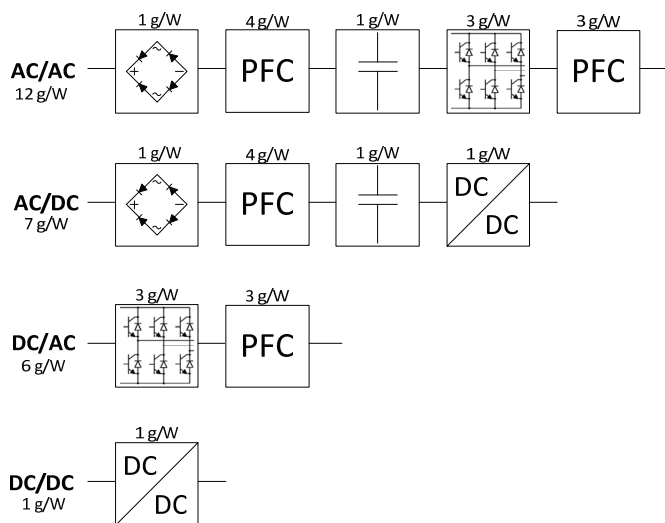 1 g/W 4 g/W 1 g/W 3 g/W 3 g/W
AC/AC
12 g/W
~
+ −
~
PFC
PFC
1 g/W 4 g/W 1 g/W 1 g/W
AC/DC
7 g/W
~
+ −
~
PFC
DC
DC
3 g/W 3 g/W
DC/AC
6 g/W
PFC
1 g/W
DC/DC
1 g/W
DC
DC